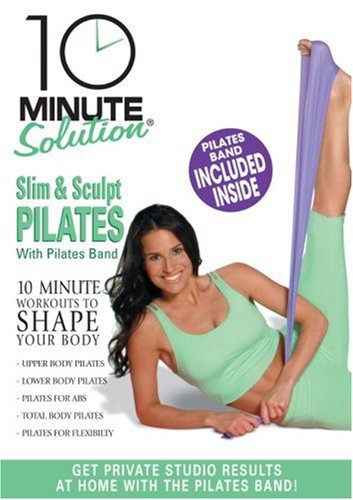 10
MINUTE
Solution®
Slim & Sculpt
PILATES
With Pilates Band
PILATES
BAND
INCLUDED
INSIDE
10 MINUTE
WORKOUTS TO
SHAPE
YOUR BODY
• UPPER BODY PILATES
• LOWER BODY PILATES
• PILATES FOR ABS
• TOTAL BODY PILATES
• PILATES FOR FLEXIBILTY
GET PRIVATE STUDIO RESULTS
AT HOME WITH THE PILATES BAND!